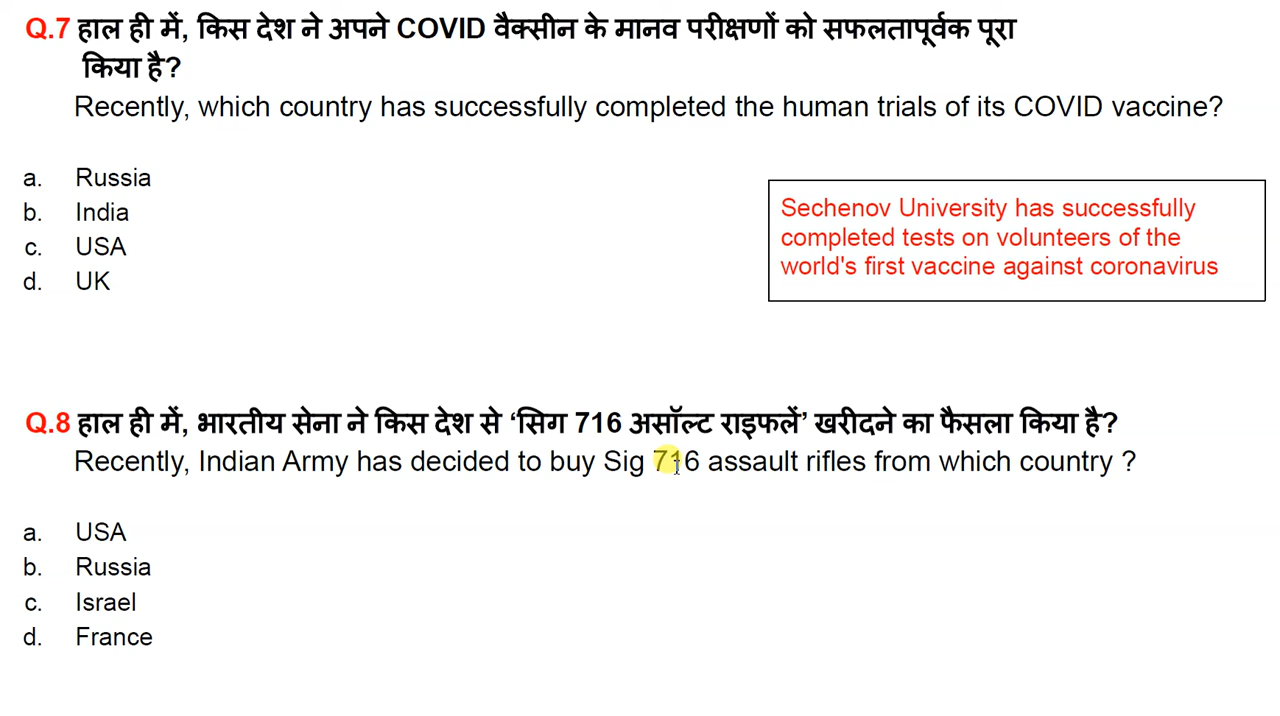 Q.7 हाल ही में, किस देश ने अपने COVID वैक्सीन के मानव परीक्षणों को सफलतापूर्वक पूरा
किया है?
Recently, which country has successfully completed the human trials of its COVID vaccine?
a. Russia
b. India
c. USA
d. UK
Sechenov University has successfully
completed tests on volunteers of the
world's first vaccine against coronavirus
Q.8 हाल ही में, भारतीय सेना ने किस देश से ‘सिग 716 असॉल्ट राइफलें’ खरीदने का फैसला किया है?
Recently, Indian Army has decided to buy Sig 716 assault rifles from which country ?
a. USA
b. Russia
c. Israel
d. France